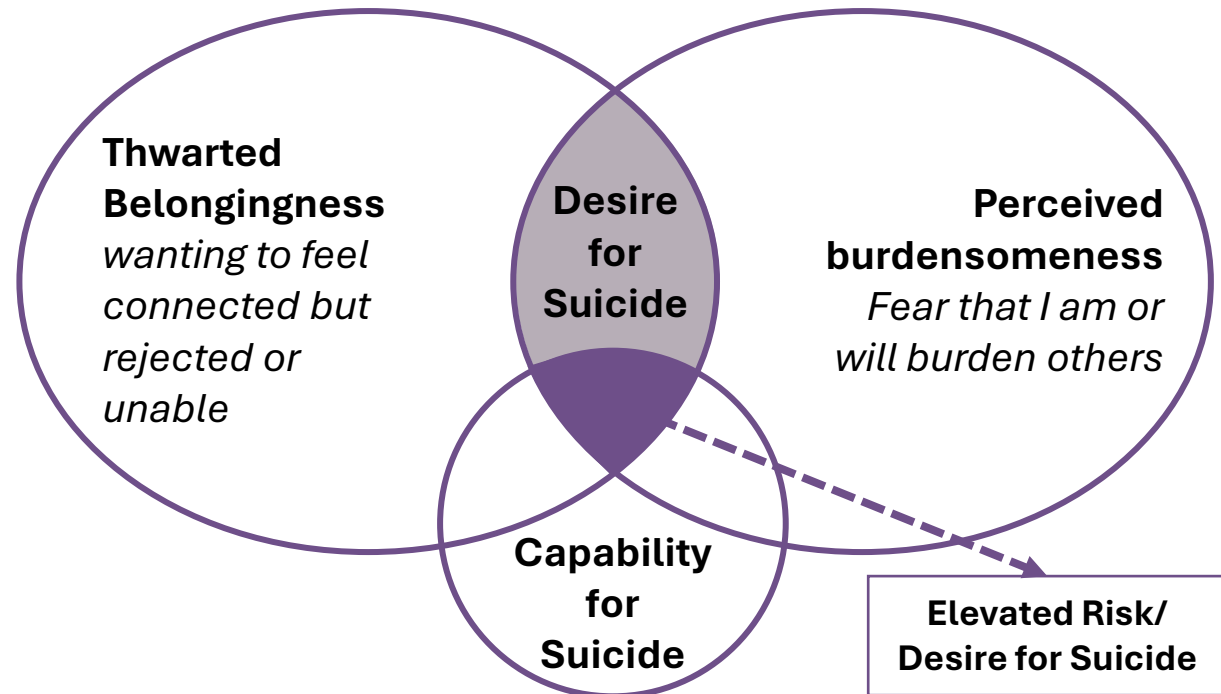 Thwarted
Belongingness
wanting to feel
connected but
rejected or
unable
Desire
for
Suicide
Perceived
burdensomeness
Fear that I am or
will burden others
Capability
for
Suicide
Elevated Risk/
Desire for Suicide